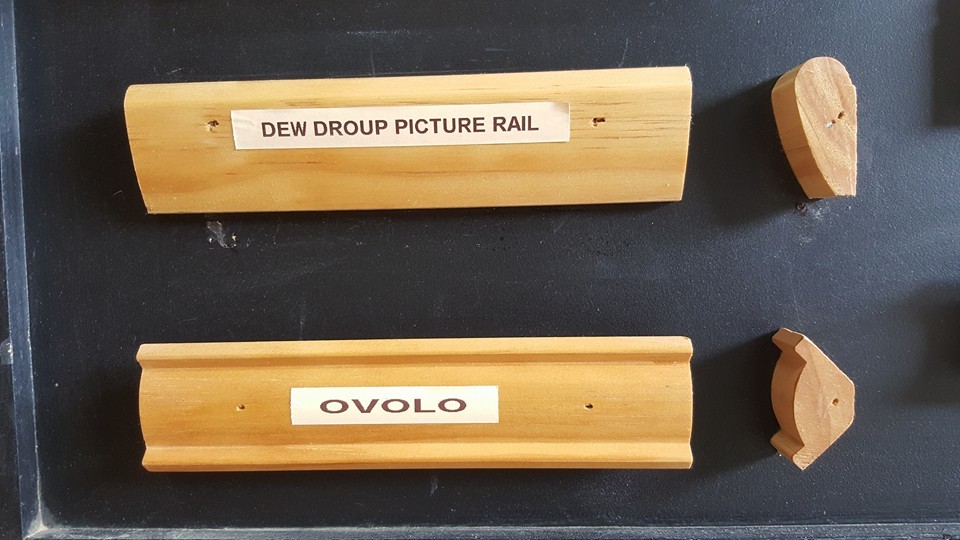 DEW DROUP PICTURE RAIL
OVOLO